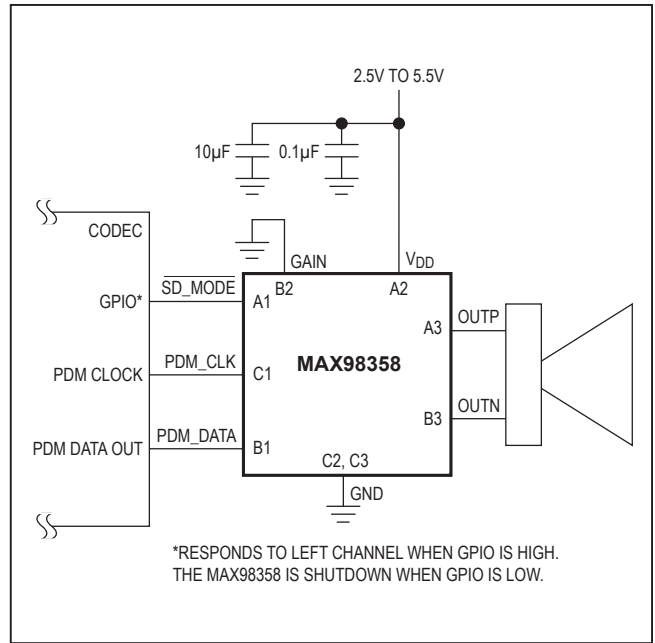 2.5V TO 5.5V
10µF
0.1µF
CODEC
GAIN
VDD
GPIO*
SD_MODE
A1
B2
A2
A3
OUTP
PDM CLOCK
PDM_CLK
C1
MAX98358
B3
OUTN
PDM DATA OUT
PDM_DATA
B1
C2, C3
GND
*RESPONDS TO LEFT CHANNEL WHEN GPIO IS HIGH.
THE MAX98358 IS SHUTDOWN WHEN GPIO IS LOW.